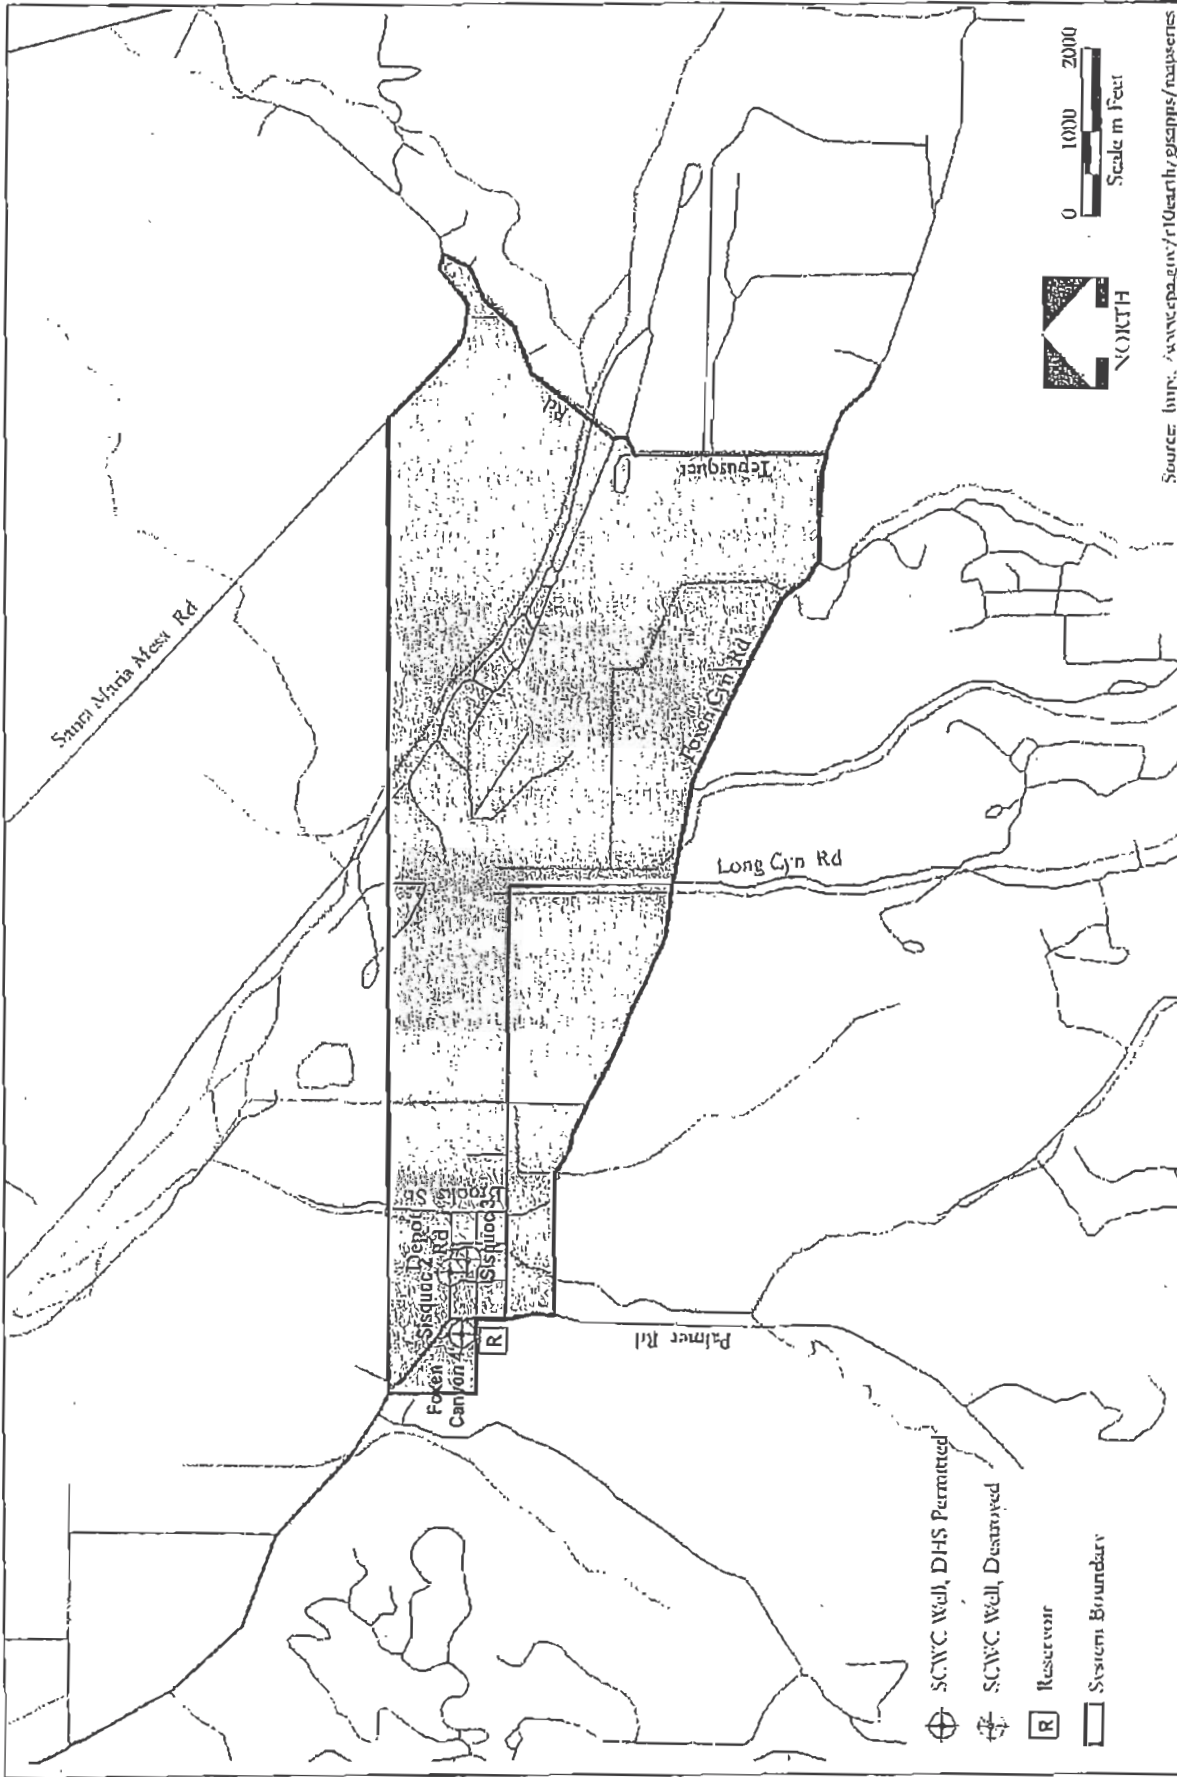 Santa Maria Mesa Rd
Rd
Tepusquet
Foxen Cyn Rd
Long Cyn Rd
Depot
Rd
Brooks St
Sisquoc 2
Sisquoc 3
Foxen
Canyon 4
R
Palmer Rd
0 1000 2000
Scale in Feet
NORTH
SCWC Well, DHS Permitted
SCWC Well, Destroyed
R Reservoir
System Boundary
Source: